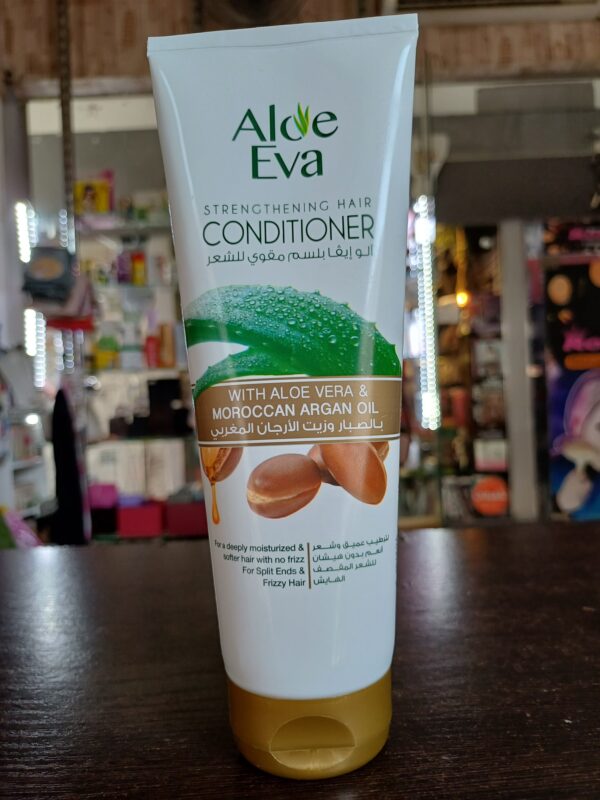 Aloe
Eva
STRENGTHENING HAIR
CONDITIONER
الو إيڤا بلسم مقوي للشعر
WITH ALOE VERA &
MOROCCAN ARGAN OIL
بالصبار وزيت الأرجان المغربي
For a deeply moisturized &
softer hair with no frizz
For Split Ends &
Frizzy Hair
لترطيب عميق وشعر
أنعم بدون هيشان
للشعر المقصف
الهايش